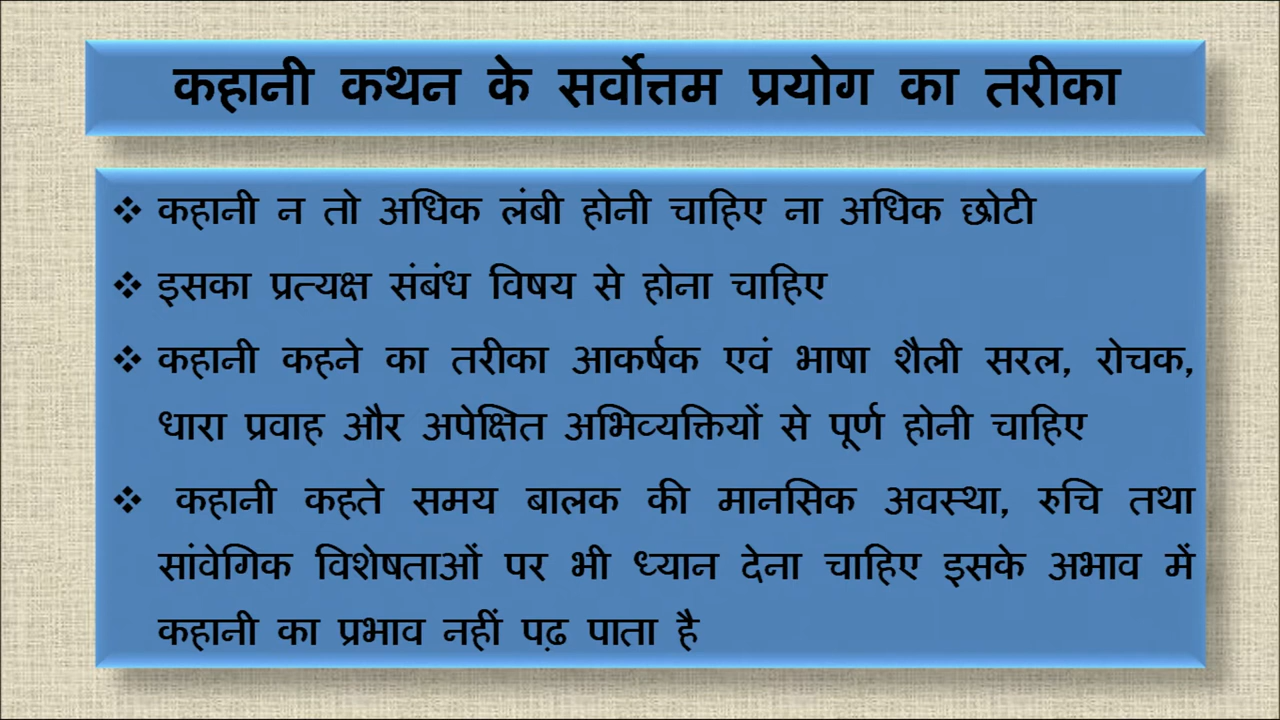 कहानी कथन के सर्वोत्तम प्रयोग का तरीका
❖ कहानी न तो अधिक लंबी होनी चाहिए ना अधिक छोटी
❖ इसका प्रत्यक्ष संबंध विषय से होना चाहिए
❖ कहानी कहने का तरीका आकर्षक एवं भाषा शैली सरल, रोचक,
धारा प्रवाह और अपेक्षित अभिव्यक्तियों से पूर्ण होनी चाहिए
❖ कहानी कहते समय बालक की मानसिक अवस्था, रुचि तथा
सांवेगिक विशेषताओं पर भी ध्यान देना चाहिए इसके अभाव में
कहानी का प्रभाव नहीं पढ़ पाता है